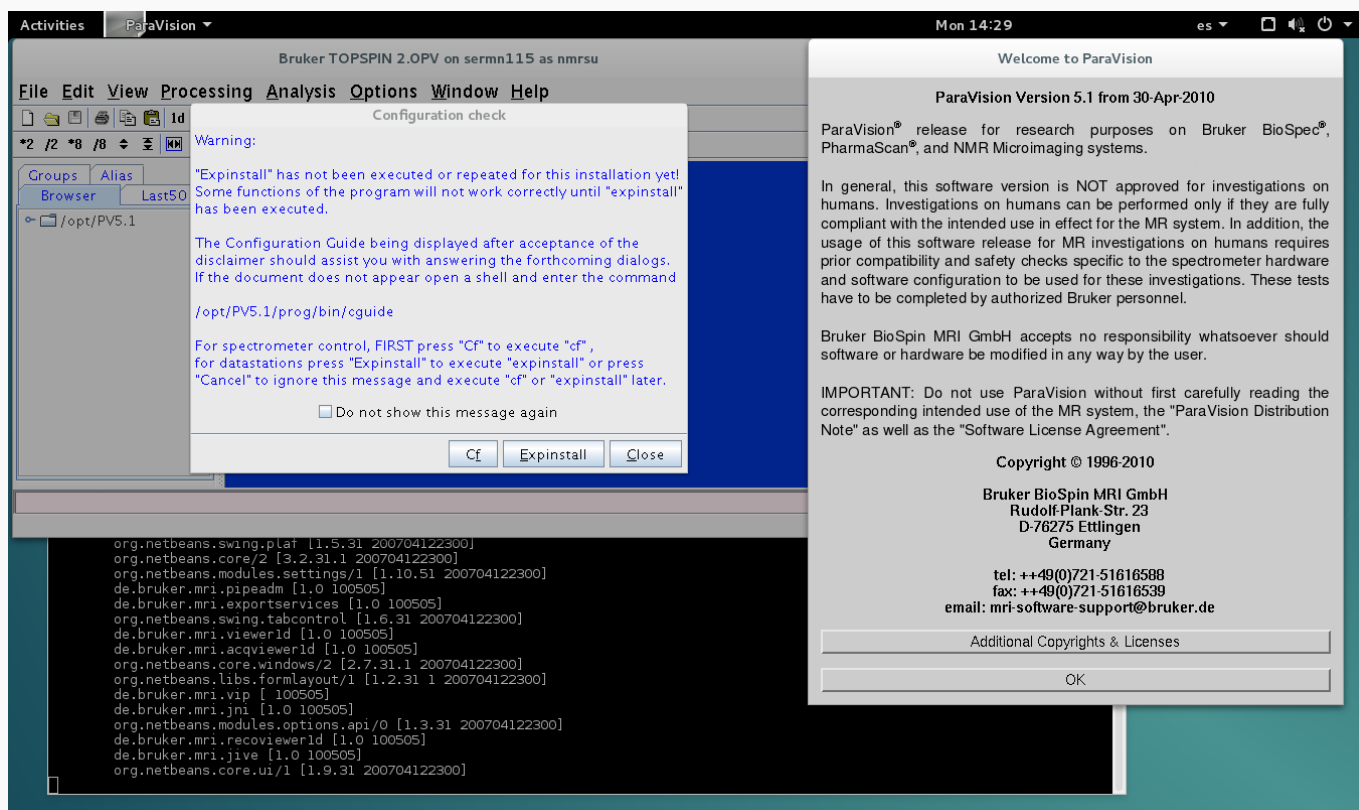 Activities
ParaVision
Mon 14:29
es
Bruker TOPSPIN 2.0PV on sermn115 as nmrsu
File Edit View Processing Analysis Options Window Help
1d
*2 /2 *8 /8
Groups Alias
Browser Last50
/opt/PV5.1
Configuration check
Warning:
"Expinstall" has not been executed or repeated for this installation yet!
Some functions of the program will not work correctly until "expinstall"
has been executed.
The Configuration Guide being displayed after acceptance of the
disclaimer should assist you with answering the forthcoming dialogs.
If the document does not appear open a shell and enter the command
/opt/PV5.1/prog/bin/cguide
For spectrometer control, FIRST press "Cf" to execute "cf" ,
for datastations press "Expinstall" to execute "expinstall" or press
"Cancel" to ignore this message and execute "cf" or "expinstall" later.
Do not show this message again
Cf Expinstall Close
org.netbeans.swing.plaf [1.5.31 200704122300]
org.netbeans.core/2 [3.2.31.1 200704122300]
org.netbeans.modules.settings/1 [1.10.51 200704122300]
de.bruker.mri.pipeadm [1.0 100505]
de.bruker.mri.exportservices [1.0 100505]
org.netbeans.swing.tabcontrol [1.6.31 200704122300]
de.bruker.mri.viewer1d [1.0 100505]
de.bruker.mri.acqviewer1d [1.0 100505]
org.netbeans.core.windows/2 [2.7.31.1 200704122300]
org.netbeans.libs.formlayout/1 [1.2.31 1 200704122300]
de.bruker.mri.vip [ 100505]
de.bruker.mri.jni [1.0 100505]
org.netbeans.modules.options.api/0 [1.3.31 200704122300]
de.bruker.mri.recoviewer1d [1.0 100505]
de.bruker.mri.jive [1.0 100505]
org.netbeans.core.ui/1 [1.9.31 200704122300]
Welcome to ParaVision
ParaVision Version 5.1 from 30-Apr-2010
ParaVision® release for research purposes on Bruker BioSpec®,
PharmaScan®, and NMR Microimaging systems.
In general, this software version is NOT approved for investigations on
humans. Investigations on humans can be performed only if they are fully
compliant with the intended use in effect for the MR system. In addition, the
usage of this software release for MR investigations on humans requires
prior compatibility and safety checks specific to the spectrometer hardware
and software configuration to be used for these investigations. These tests
have to be completed by authorized Bruker personnel.
Bruker BioSpin MRI GmbH accepts no responsibility whatsoever should
software or hardware be modified in any way by the user.
IMPORTANT: Do not use ParaVision without first carefully reading the
corresponding intended use of the MR system, the "ParaVision Distribution
Note" as well as the "Software License Agreement".
Copyright © 1996-2010
Bruker BioSpin MRI GmbH
Rudolf-Plank-Str. 23
D-76275 Ettlingen
Germany
tel: ++49(0)721-51616588
fax: ++49(0)721-51616539
email: mri-software-support@bruker.de
Additional Copyrights & Licenses
OK